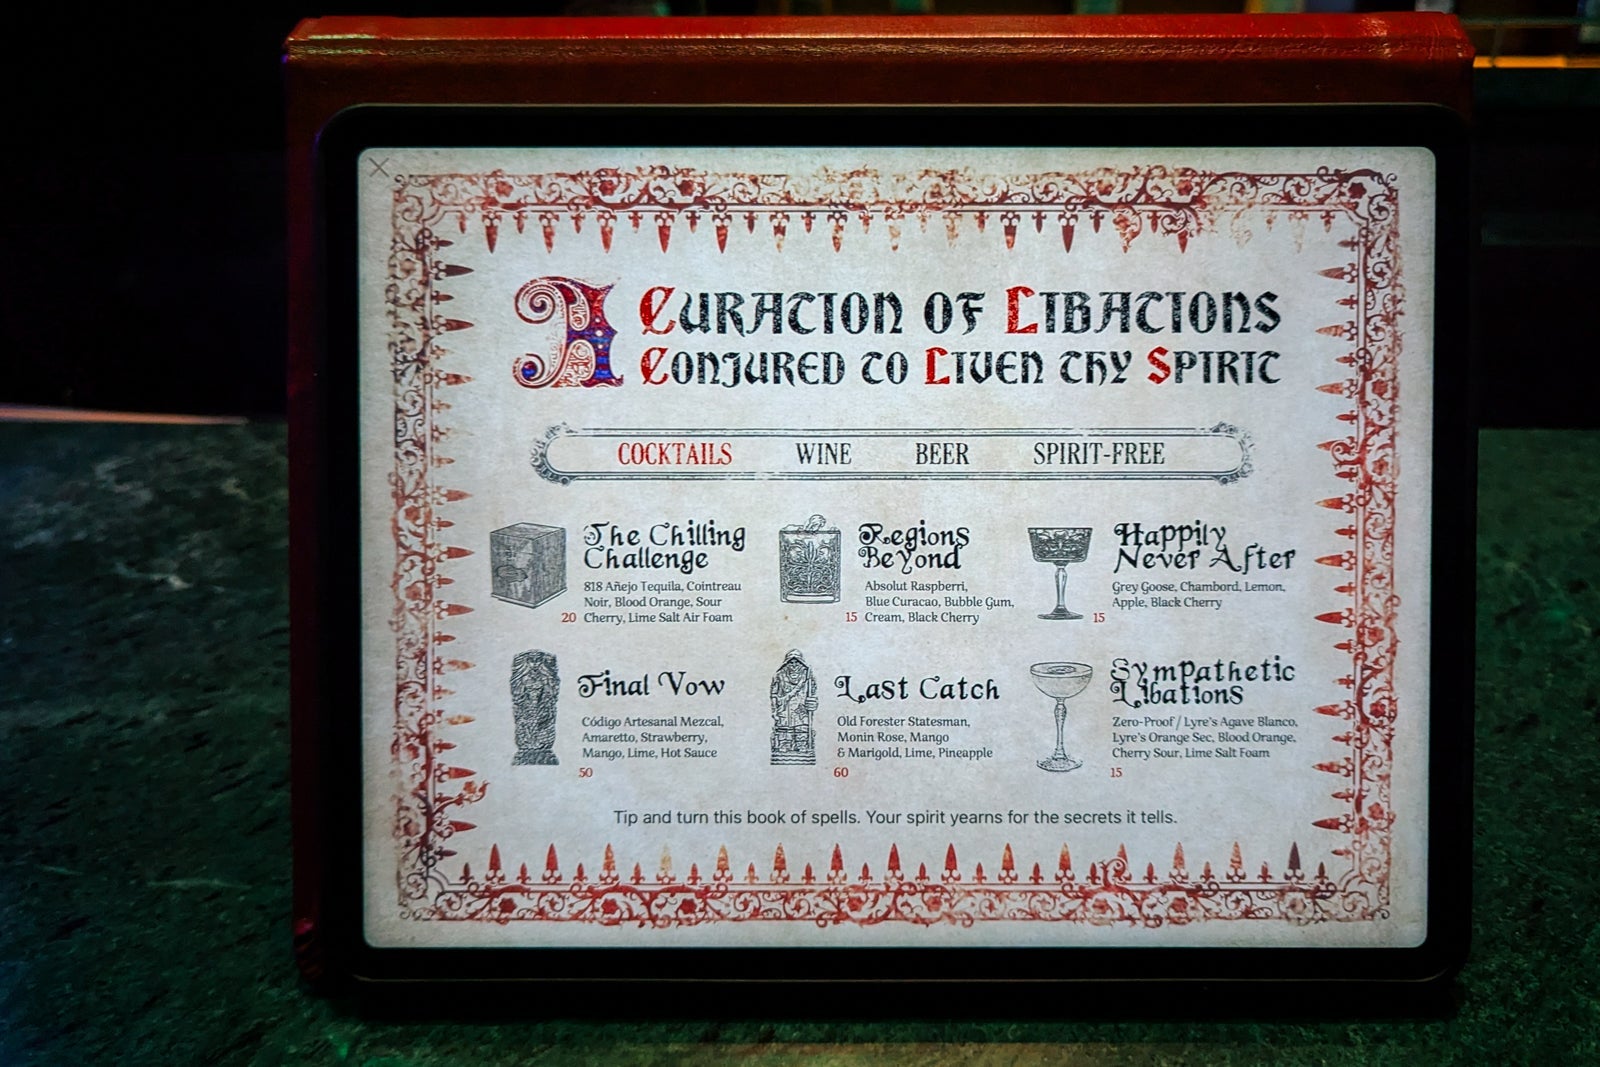 A Curation of Libations
Conjured to Liven thy Spirit
COCKTAILS WINE BEER SPIRIT-FREE
The Chilling
Challenge
818 Añejo Tequila, Cointreau
Noir, Blood Orange, Sour
20 Cherry, Lime Salt Air Foam
Regions
Beyond
Absolut Raspberri,
Blue Curacao, Bubble Gum,
15 Cream, Black Cherry
Happily
Never After
Grey Goose, Chambord, Lemon,
Apple, Black Cherry
15
Final Vow
Código Artesanal Mezcal,
Amaretto, Strawberry,
Mango, Lime, Hot Sauce
50
Last Catch
Old Forester Statesman,
Monin Rose, Mango
& Marigold, Lime, Pineapple
60
Sympathetic
Libations
Zero-Proof / Lyre's Agave Blanco,
Lyre's Orange Sec, Blood Orange,
Cherry Sour, Lime Salt Foam
15
Tip and turn this book of spells. Your spirit yearns for the secrets it tells.